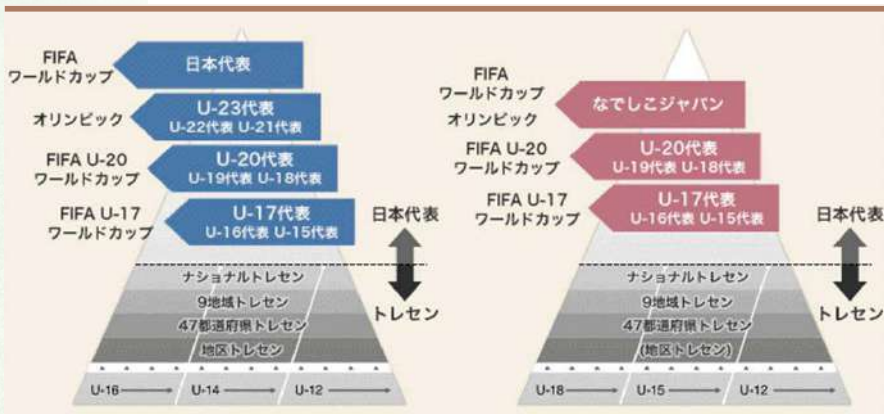 FIFA
ワールドカップ
日本代表
オリンピック
U-23代表
U-22代表 U-21代表
FIFA U-20
ワールドカップ
U-20代表
U-19代表 U-18代表
FIFA U-17
ワールドカップ
U-17代表
U-16代表 U-15代表
日本代表
トレセン
ナショナルトレセン
9地域トレセン
47都道府県トレセン
地区トレセン
U-16
U-14
U-12
FIFA
ワールドカップ
オリンピック
なでしこジャパン
FIFA U-20
ワールドカップ
U-20代表
U-19代表 U-18代表
FIFA U-17
ワールドカップ
U-17代表
U-16代表 U-15代表
日本代表
トレセン
ナショナルトレセン
9地域トレセン
47都道府県トレセン
(地区トレセン)
U-18
U-15
U-12